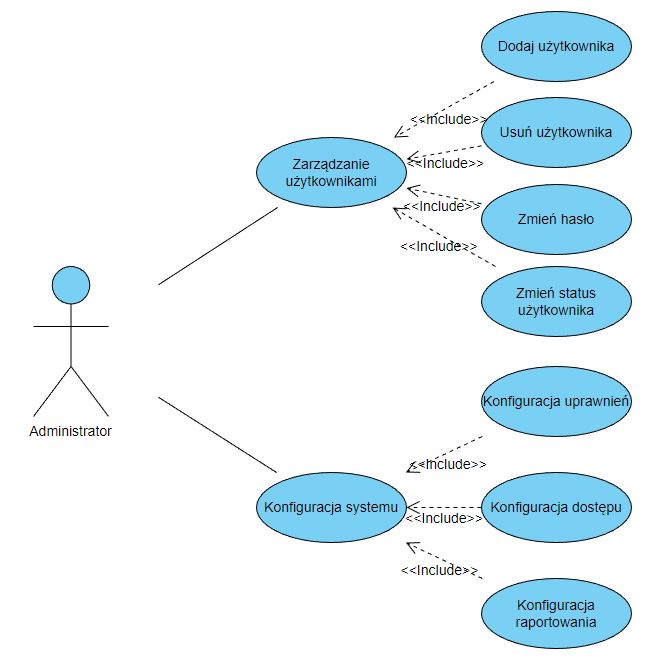 Dodaj użytkownika
<<Include>>
Usuń użytkownika
Zarządzanie
użytkownikami
<<Include>>
<<Include>>
Zmień hasło
<<Include>>
Zmień status
użytkownika
Administrator
Konfiguracja uprawnień
<<Include>>
Konfiguracja systemu
Konfiguracja dostępu
<<Include>>
<<Include>>
Konfiguracja
raportowania